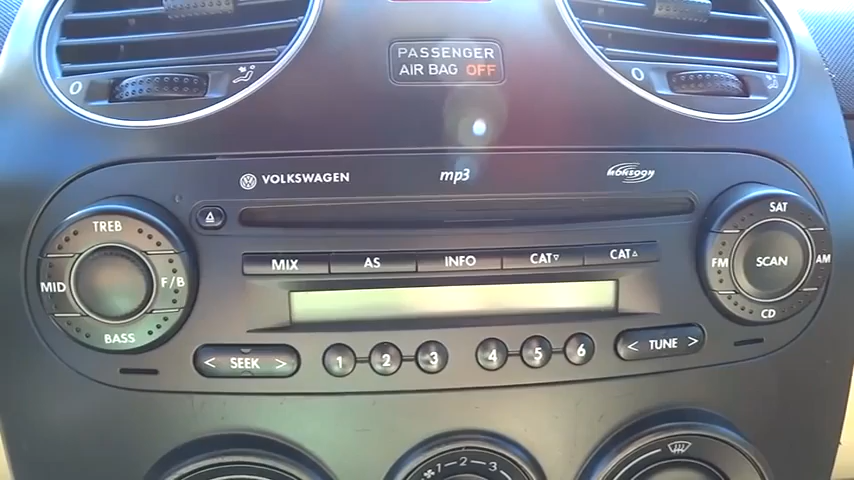 PASSENGER
AIR BAG OFF
0 0
VOLKSWAGEN mp3 MONSOON
TREB
MID F/B
BASS
MIX AS INFO CAT CAT
SAT
FM SCAN AM
CD
< SEEK > 1 2 3 4 5 6 < TUNE >
1 2 3